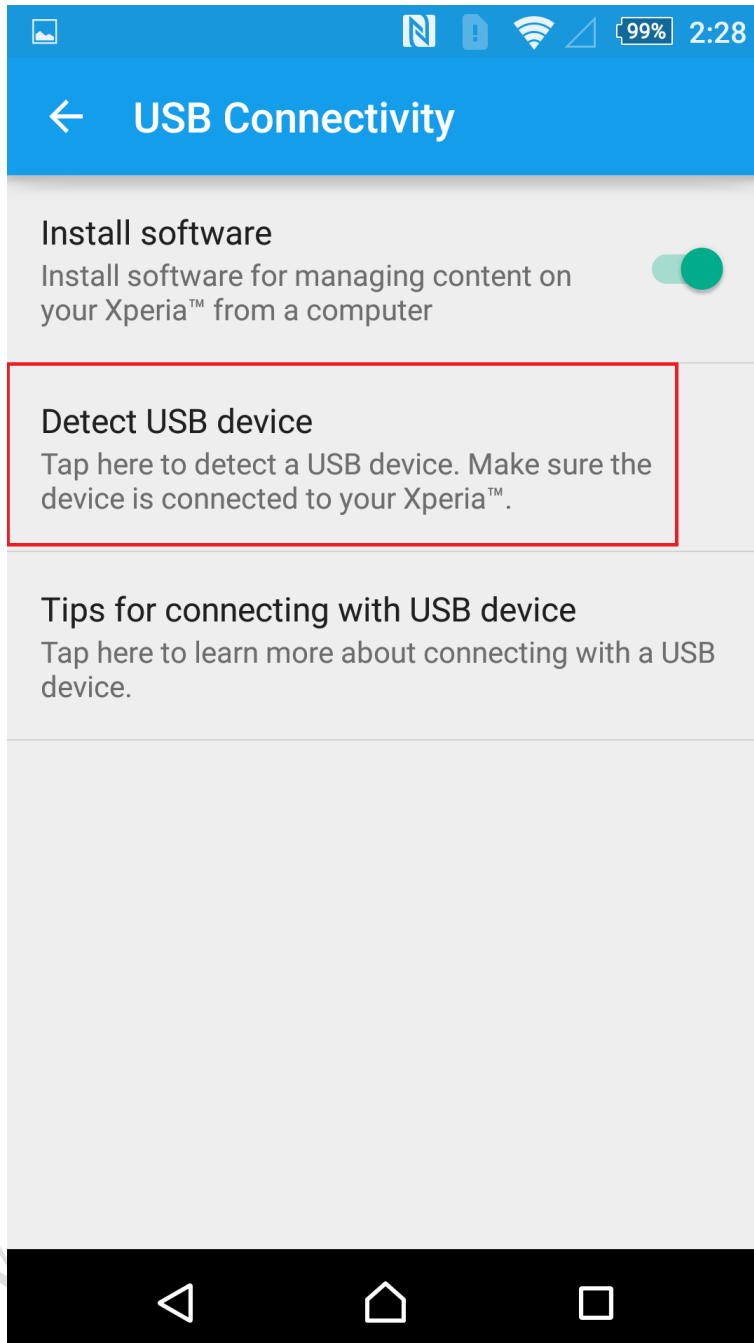 99% 2:28
USB Connectivity
Install software
Install software for managing content on
your Xperia™ from a computer
Detect USB device
Tap here to detect a USB device. Make sure the
device is connected to your Xperia™.
Tips for connecting with USB device
Tap here to learn more about connecting with a USB
device.